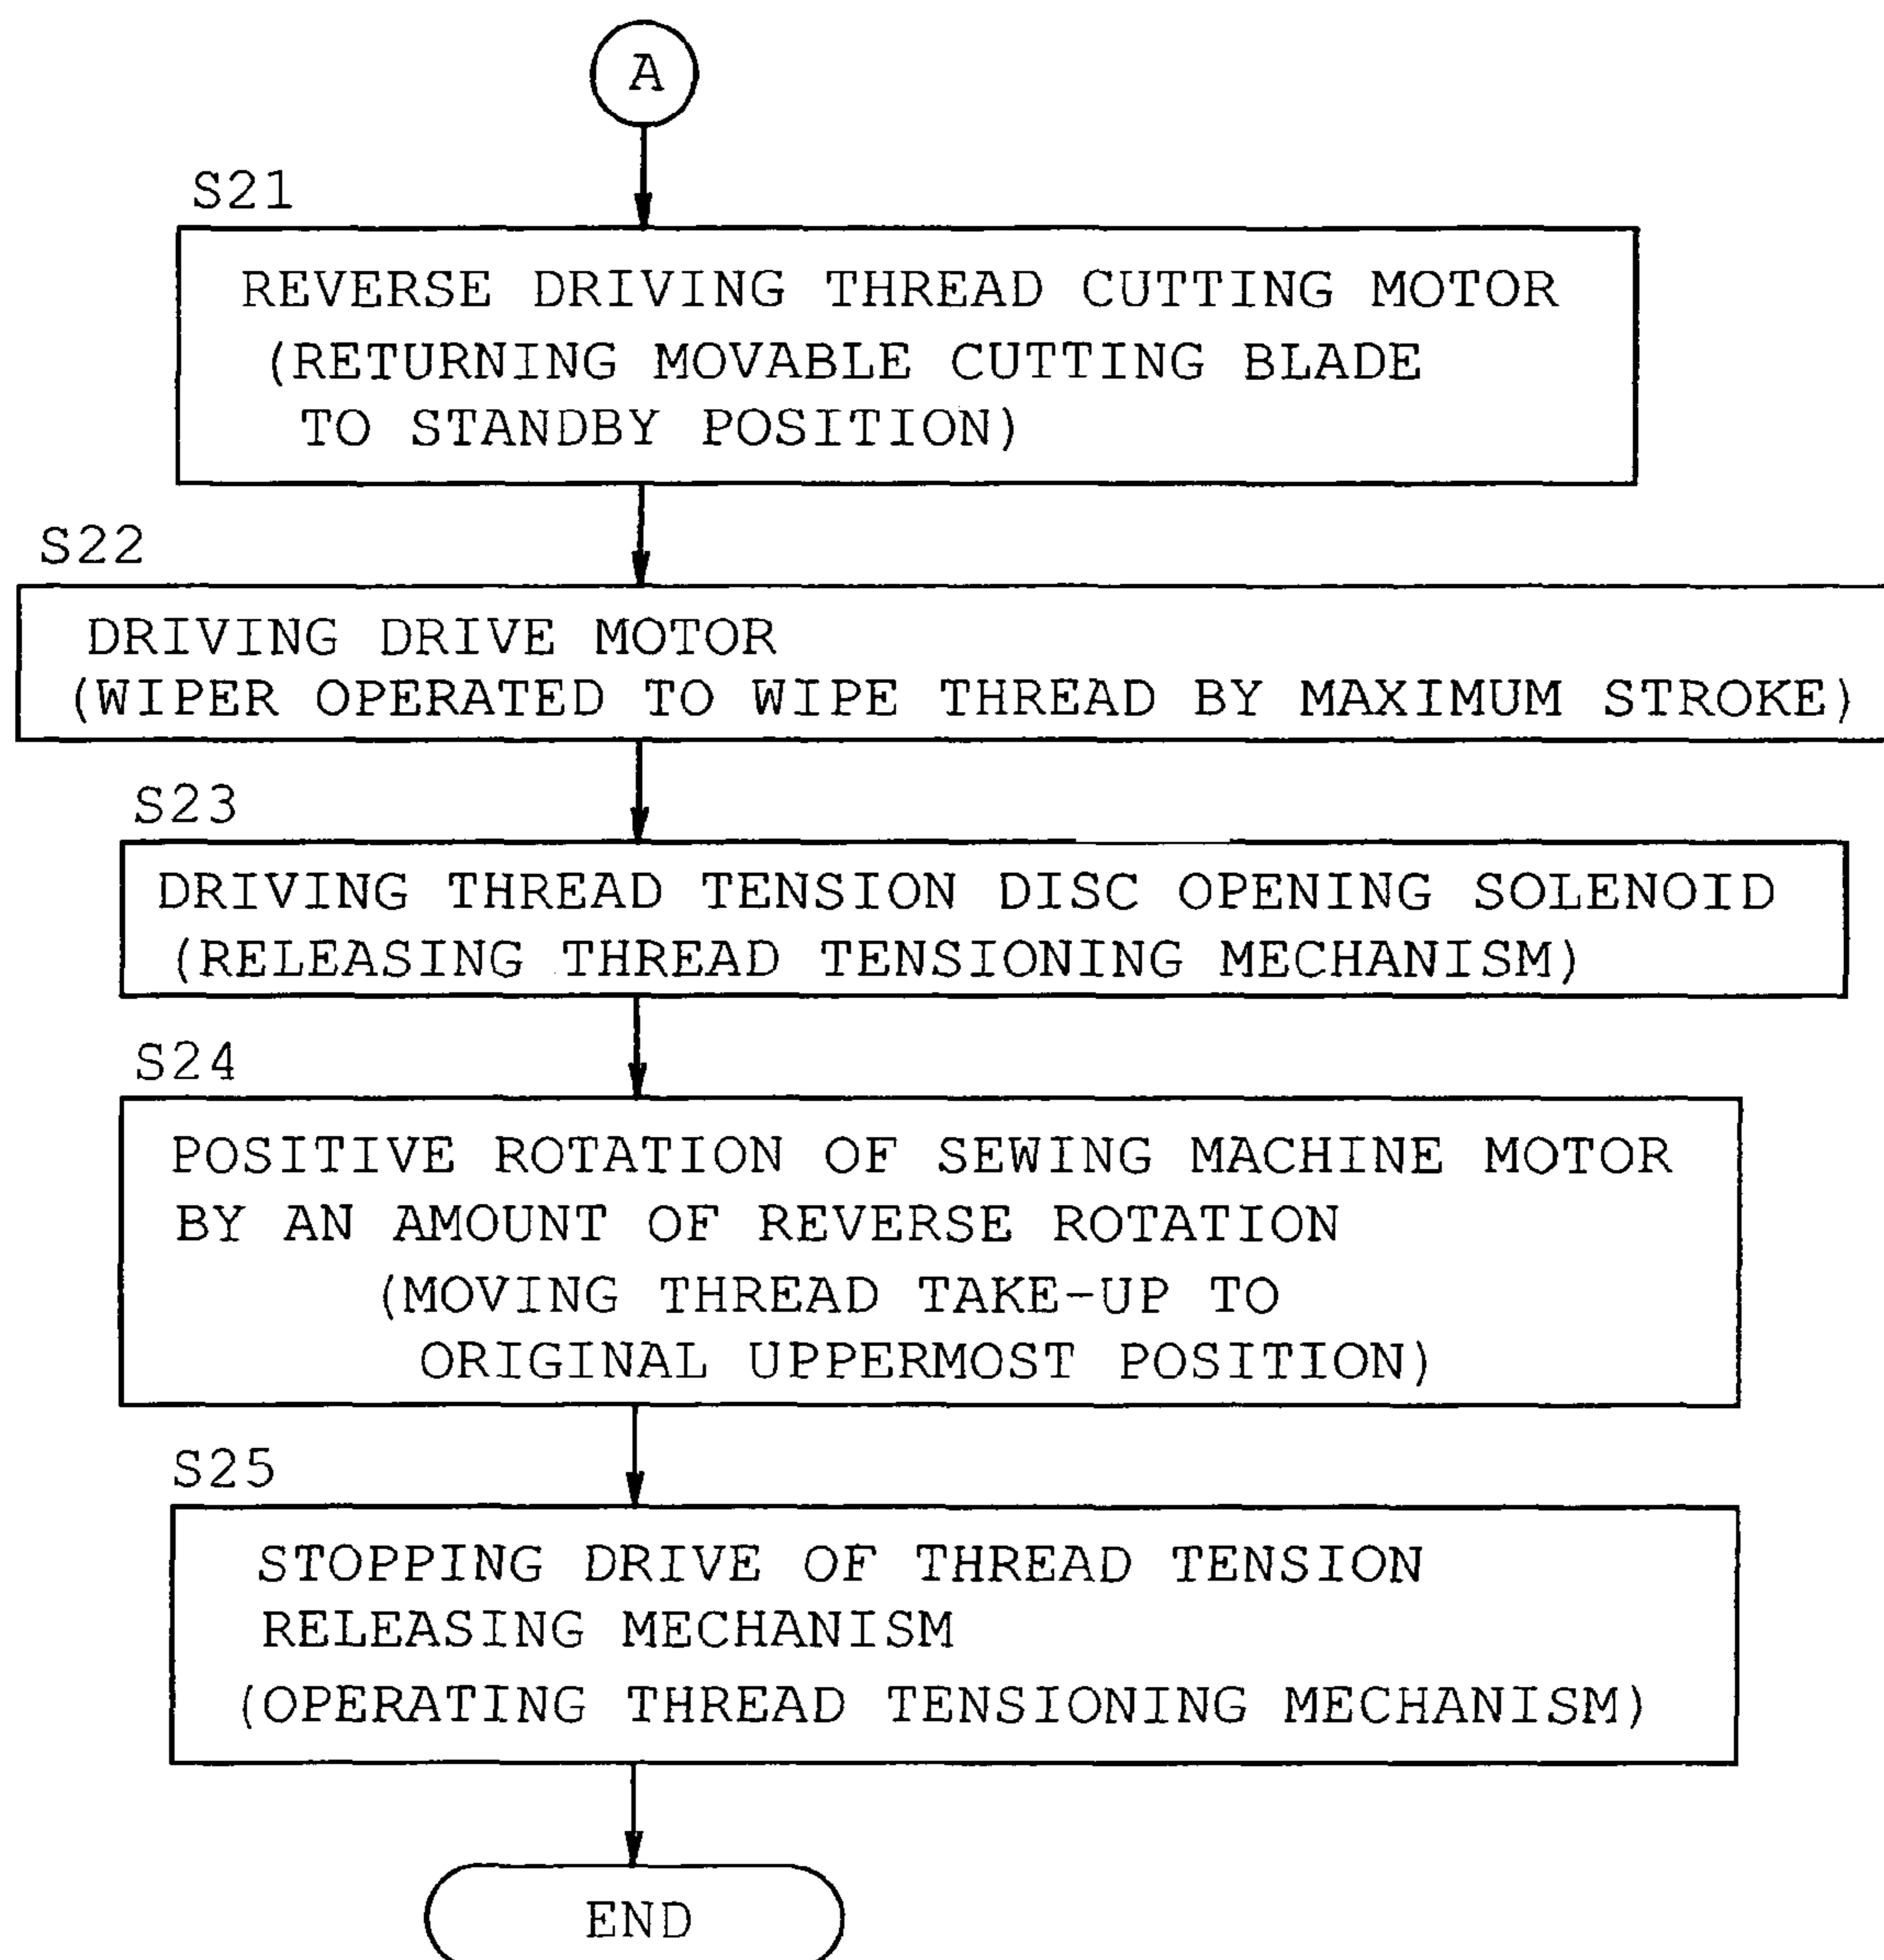 A
S21
REVERSE DRIVING THREAD CUTTING MOTOR
(RETURNING MOVABLE CUTTING BLADE
TO STANDBY POSITION)
S22
DRIVING DRIVE MOTOR
(WIPER OPERATED TO WIPE THREAD BY MAXIMUM STROKE)
S23
DRIVING THREAD TENSION DISC OPENING SOLENOID
(RELEASING THREAD TENSIONING MECHANISM)
S24
POSITIVE ROTATION OF SEWING MACHINE MOTOR
BY AN AMOUNT OF REVERSE ROTATION
(MOVING THREAD TAKE-UP TO
ORIGINAL UPPERMOST POSITION)
S25
STOPPING DRIVE OF THREAD TENSION
RELEASING MECHANISM
(OPERATING THREAD TENSIONING MECHANISM)
END